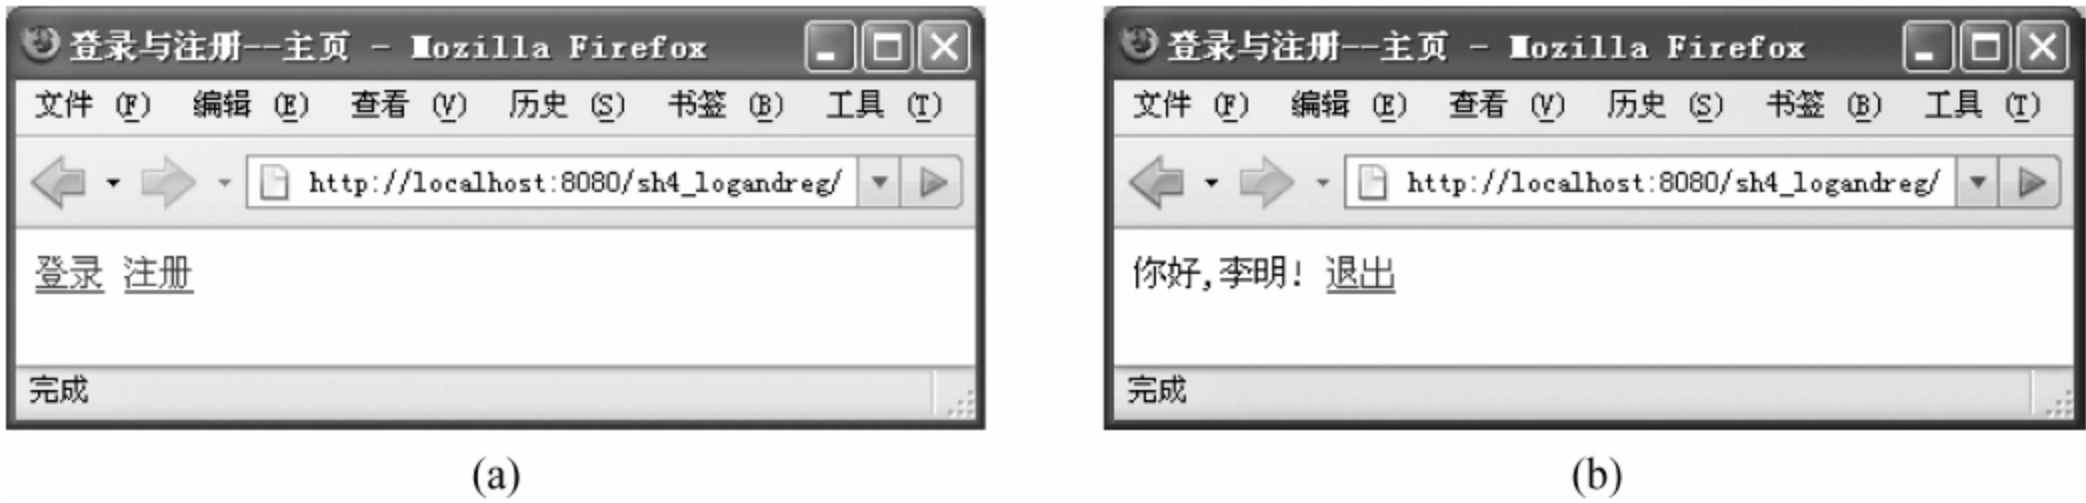 登录与注册--主页 - Mozilla Firefox
文件 (F) 编辑 (E) 查看 (V) 历史 (S) 书签 (B) 工具 (T)
http://localhost:8080/sh4_logandreg/
登录 注册
完成
(a)
登录与注册--主页 - Mozilla Firefox
文件 (F) 编辑 (E) 查看 (V) 历史 (S) 书签 (B) 工具 (T)
http://localhost:8080/sh4_logandreg/
你好,李明! 退出
完成
(b)